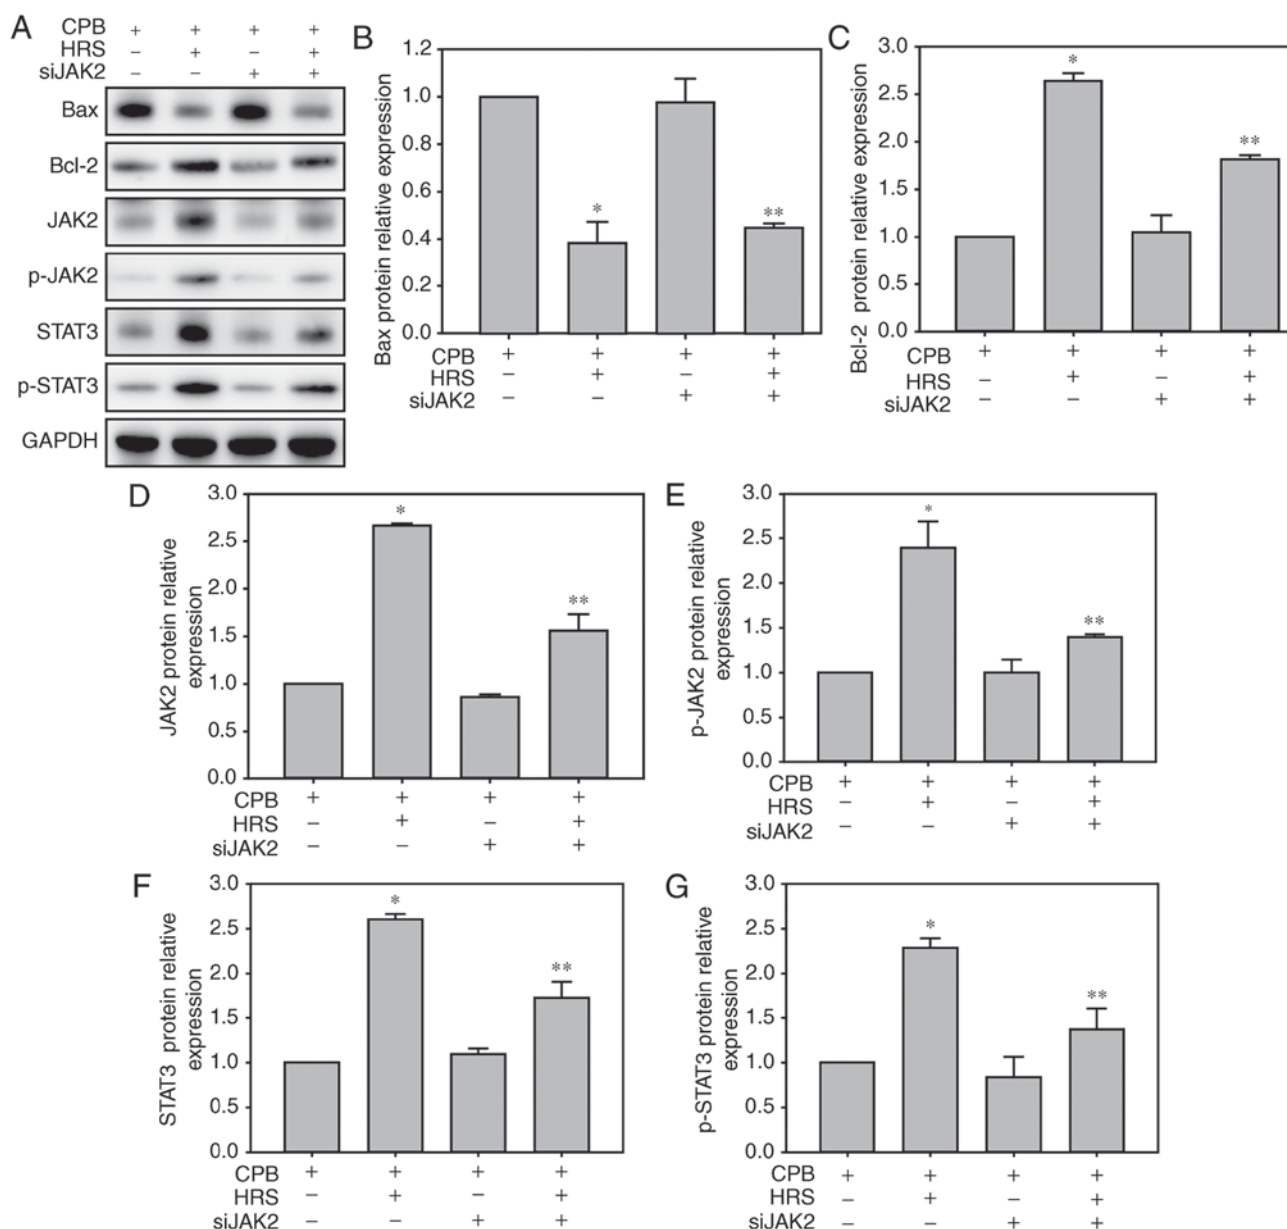 A
CPB + + + +
HRS – + – +
siJAK2 – – + +
Bax
Bcl-2
JAK2
p-JAK2
STAT3
p-STAT3
GAPDH
B
Bax protein relative expression
1.2
1.0
0.8
0.6
0.4
0.2
0.0
* **
CPB + + + +
HRS – + – +
siJAK2 – – + +
C
Bcl-2 protein relative expression
3.0
2.5
2.0
1.5
1.0
0.5
0.0
* **
CPB + + + +
HRS – + – +
siJAK2 – – + +
D
JAK2 protein relative
expression
3.0
2.5
2.0
1.5
1.0
0.5
0.0
* **
CPB + + + +
HRS – + – +
siJAK2 – – + +
E
p-JAK2 protein relative
expression
3.0
2.5
2.0
1.5
1.0
0.5
0.0
* **
CPB + + + +
HRS – + – +
siJAK2 – – + +
F
STAT3 protein relative
expression
3.0
2.5
2.0
1.5
1.0
0.5
0.0
* **
CPB + + + +
HRS – + – +
siJAK2 – – + +
G
p-STAT3 protein relative
expression
3.0
2.5
2.0
1.5
1.0
0.5
0.0
* **
CPB + + + +
HRS – + – +
siJAK2 – – + +